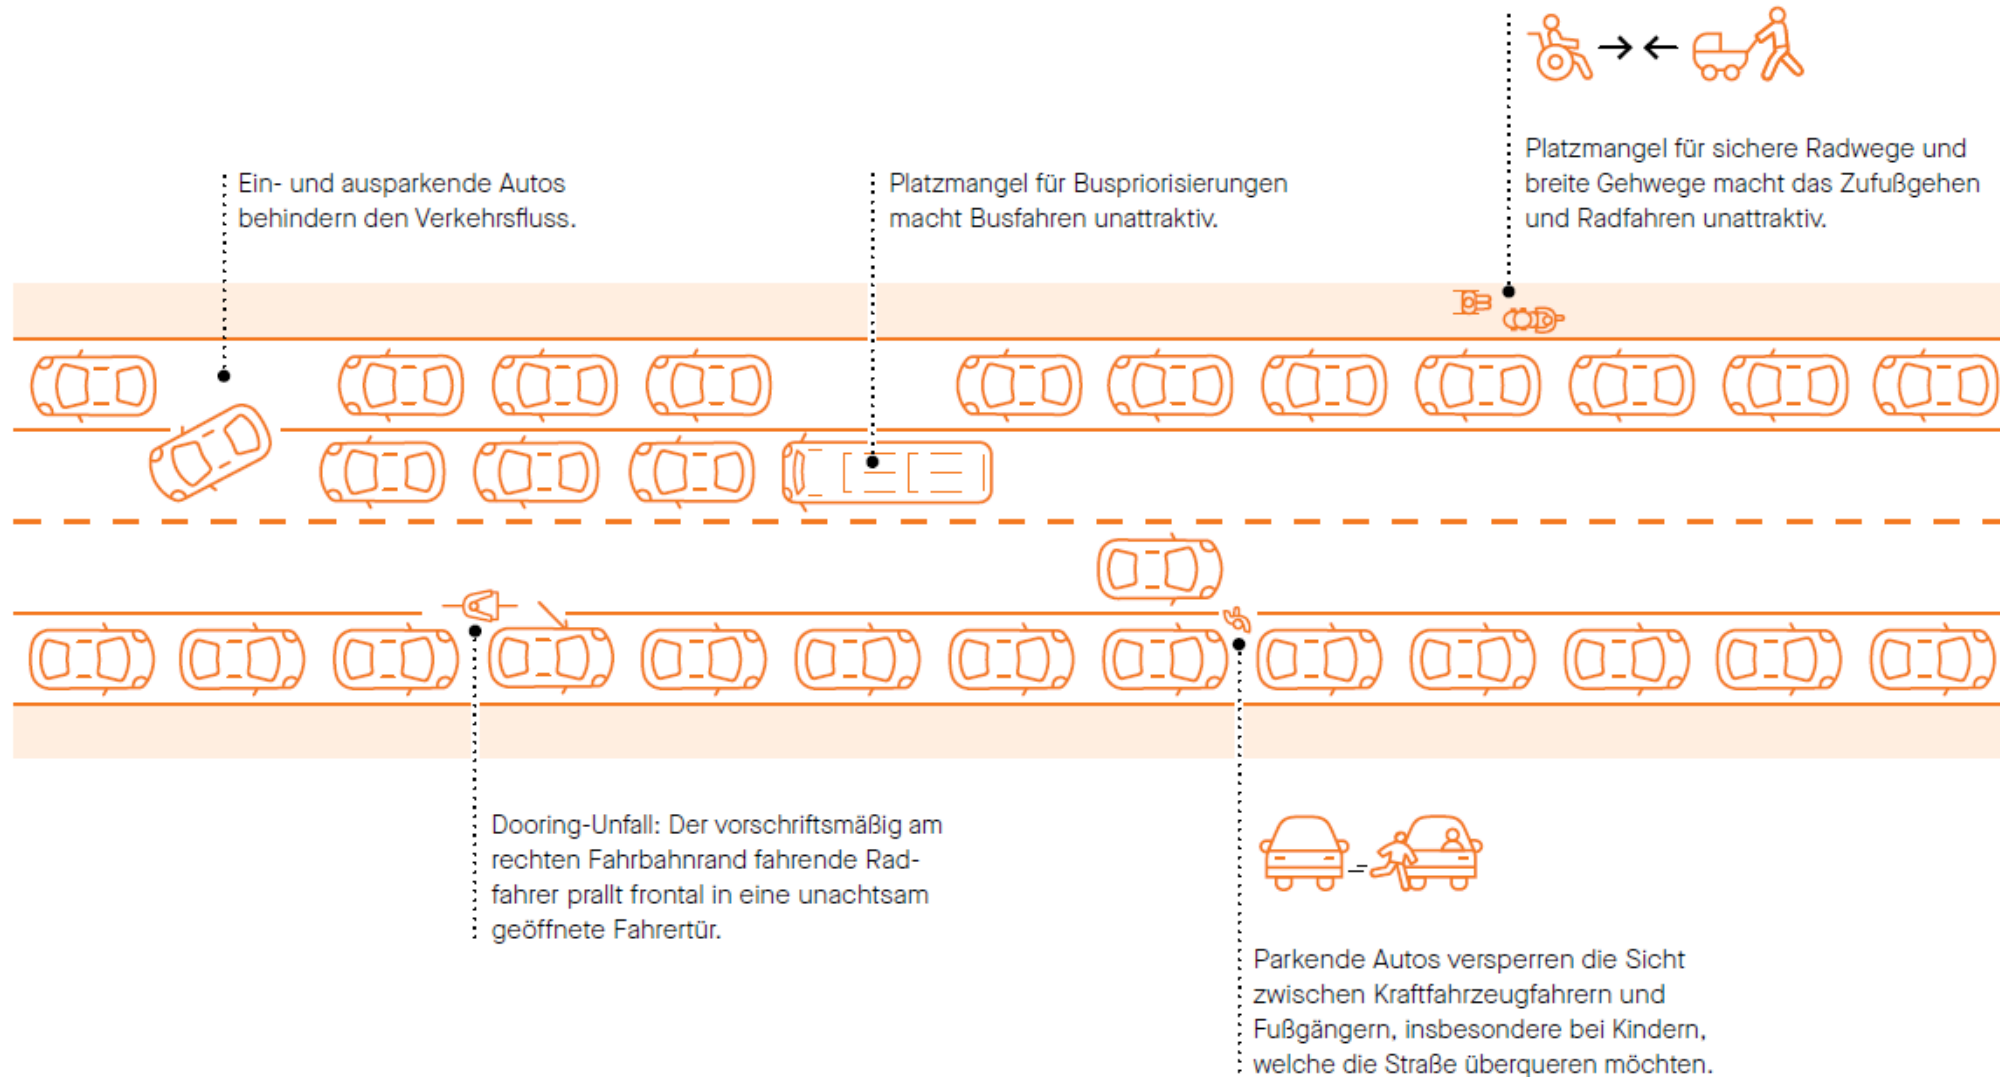 Ein- und ausparkende Autos
behindern den Verkehrsfluss.
Platzmangel für Buspriorisierungen
macht Busfahren unattraktiv.
Platzmangel für sichere Radwege und
breite Gehwege macht das Zufußgehen
und Radfahren unattraktiv.
Dooring-Unfall: Der vorschriftsmäßig am
rechten Fahrbahnrand fahrende Rad-
fahrer prallt frontal in eine unachtsam
geöffnete Fahrertür.
Parkende Autos versperren die Sicht
zwischen Kraftfahrzeugfahrern und
Fußgängern, insbesondere bei Kindern,
welche die Straße überqueren möchten.